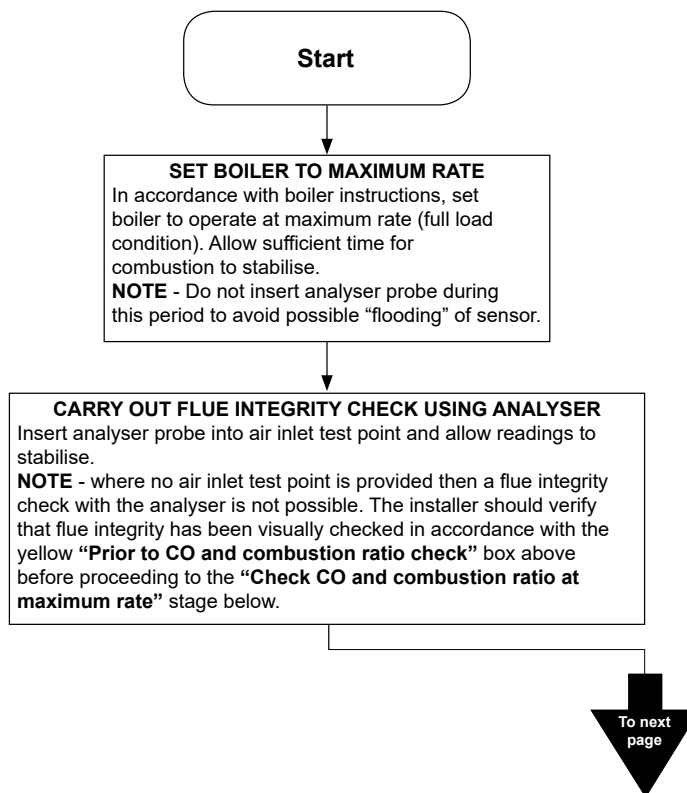 Start
SET BOILER TO MAXIMUM RATE
In accordance with boiler instructions, set
boiler to operate at maximum rate (full load
condition). Allow sufficient time for
combustion to stabilise.
NOTE - Do not insert analyser probe during
this period to avoid possible “flooding” of sensor.
CARRY OUT FLUE INTEGRITY CHECK USING ANALYSER
Insert analyser probe into air inlet test point and allow readings to
stabilise.
NOTE - where no air inlet test point is provided then a flue integrity
check with the analyser is not possible. The installer should verify
that flue integrity has been visually checked in accordance with the
yellow “Prior to CO and combustion ratio check” box above
before proceeding to the “Check CO and combustion ratio at
maximum rate” stage below.
To next
page